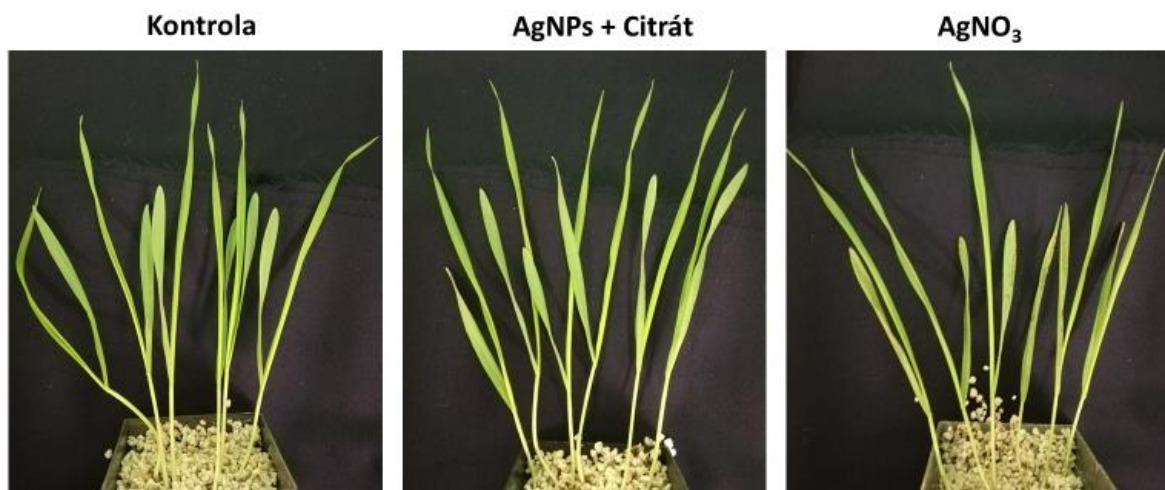 Kontrola
AgNPs + Citrát
AgNO₃